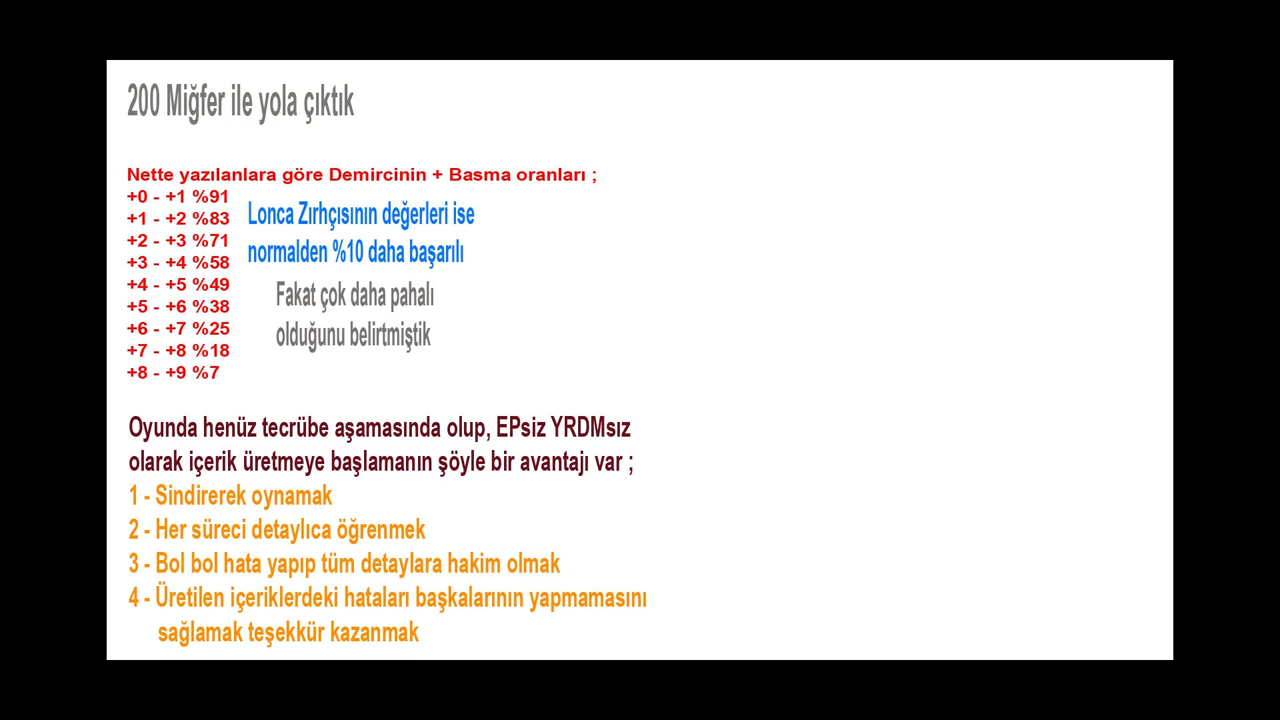 200 Miğfer ile yola çıktık
Nette yazılanlara göre Demircinin + Basma oranları ;
+0 - +1 %91
+1 - +2 %83
+2 - +3 %71
+3 - +4 %58
+4 - +5 %49
+5 - +6 %38
+6 - +7 %25
+7 - +8 %18
+8 - +9 %7
Lonca Zırhçısının değerleri ise
normalden %10 daha başarılı
Fakat çok daha pahalı
olduğunu belirtmiştik
Oyunda henüz tecrübe aşamasında olup, EPsiz YRDMsız
olarak içerik üretmeye başlamanın şöyle bir avantajı var ;
1 - Sindirerek oynamak
2 - Her süreci detaylıca öğrenmek
3 - Bol bol hata yapıp tüm detaylara hakim olmak
4 - Üretilen içeriklerdeki hataları başkalarının yapmamasını
sağlamak teşekkür kazanmak